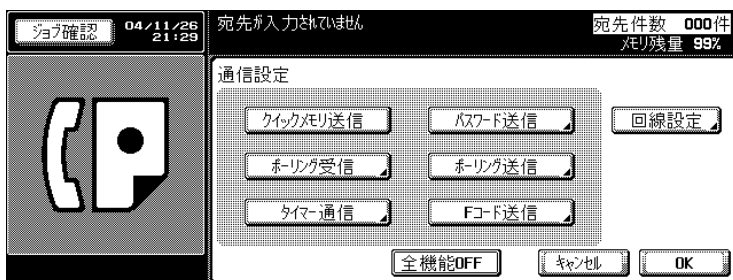 ジョブ確認
04/11/26
21:29
宛先が入力されていません
宛先件数 000件
メモリ残量 99%
通信設定
クイックメモリ送信
パスワード送信
回線設定
ポーリング受信
ポーリング送信
タイマー通信
Fコード送信
全機能OFF
キャンセル
OK